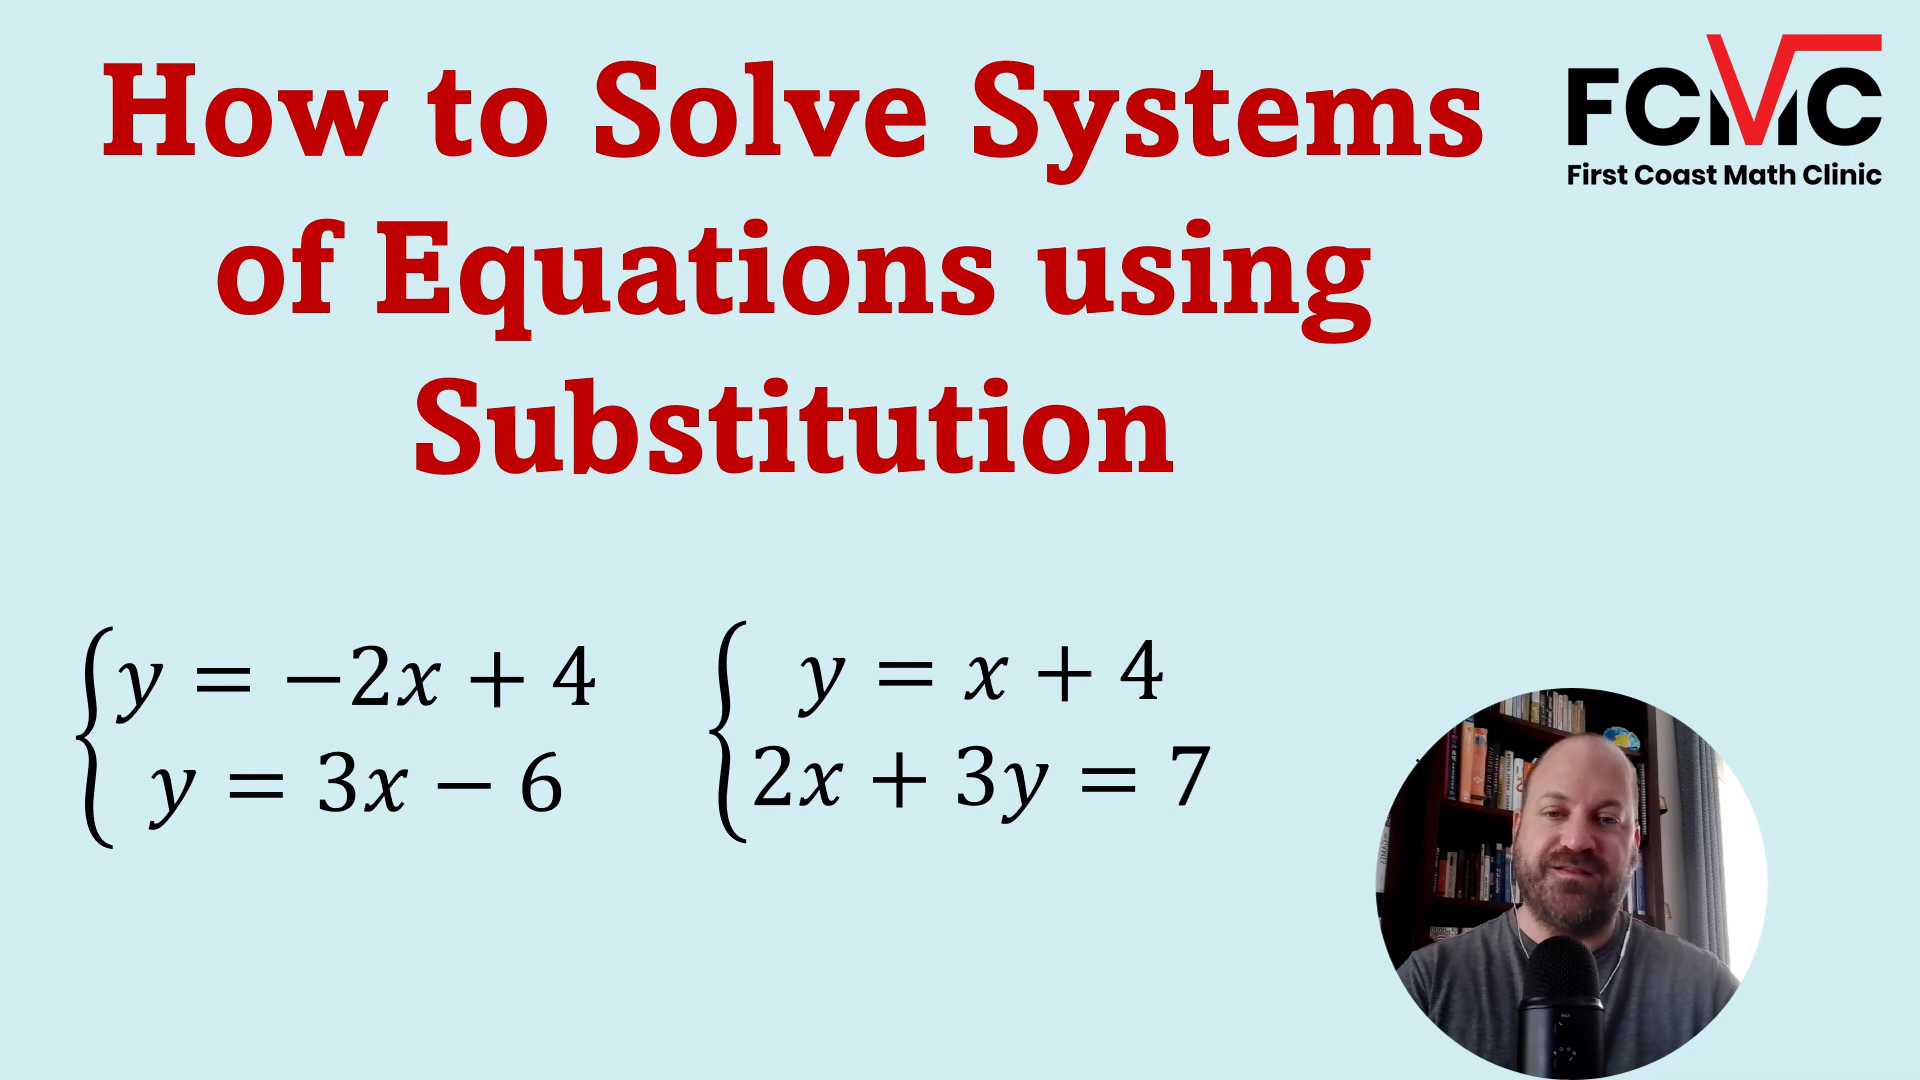 How to Solve Systems
of Equations using
Substitution
FCMC
First Coast Math Clinic
y = −2x + 4
y = 3x − 6
y = x + 4
2x + 3y = 7